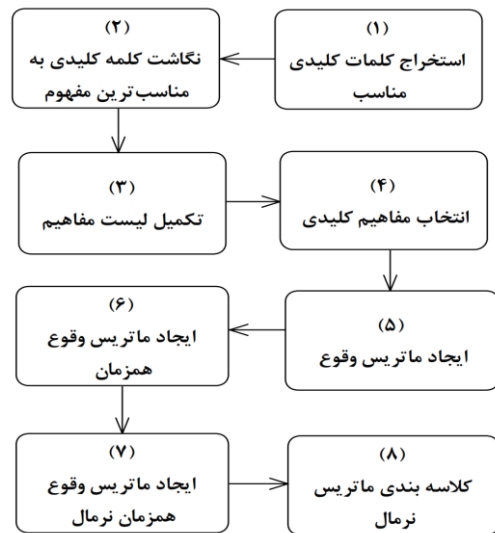 (۱)
استخراج کلمات کلیدی
مناسب
(۲)
نگاشت کلمه کلیدی به
مناسب‌ترین مفهوم
(۳)
تکمیل لیست مفاهیم
(۴)
انتخاب مفاهیم کلیدی
(۵)
ایجاد ماتریس وقوع
(۶)
ایجاد ماتریس وقوع
همزمان
(۷)
ایجاد ماتریس وقوع
همزمان نرمال
(۸)
کلاسه بندی ماتریس
نرمال